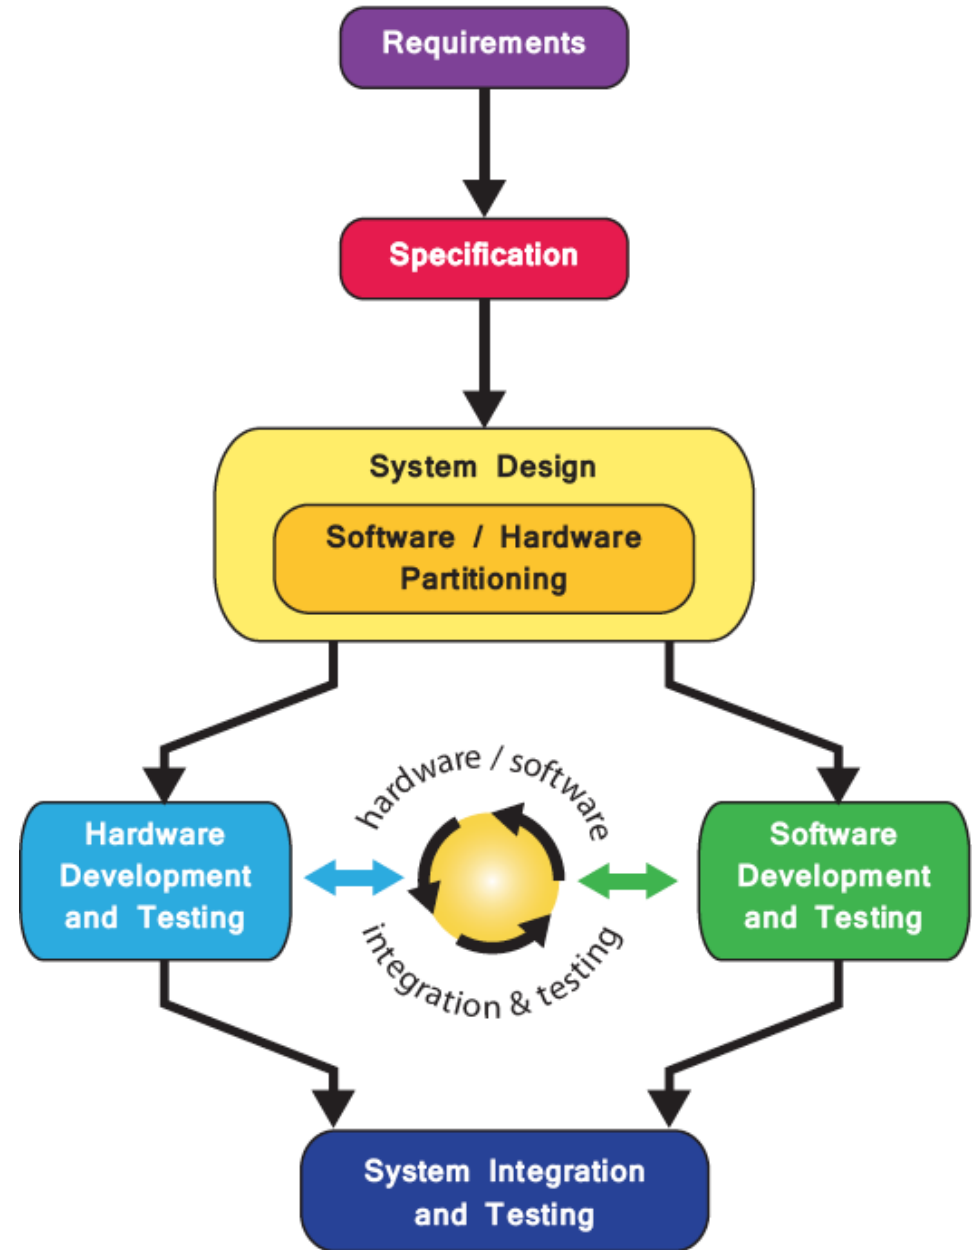 Requirements
Specification
System Design
Software / Hardware
Partitioning
hardware / software
Hardware
Development
and Testing
Software
Development
and Testing
integration & testing
System Integration
and Testing